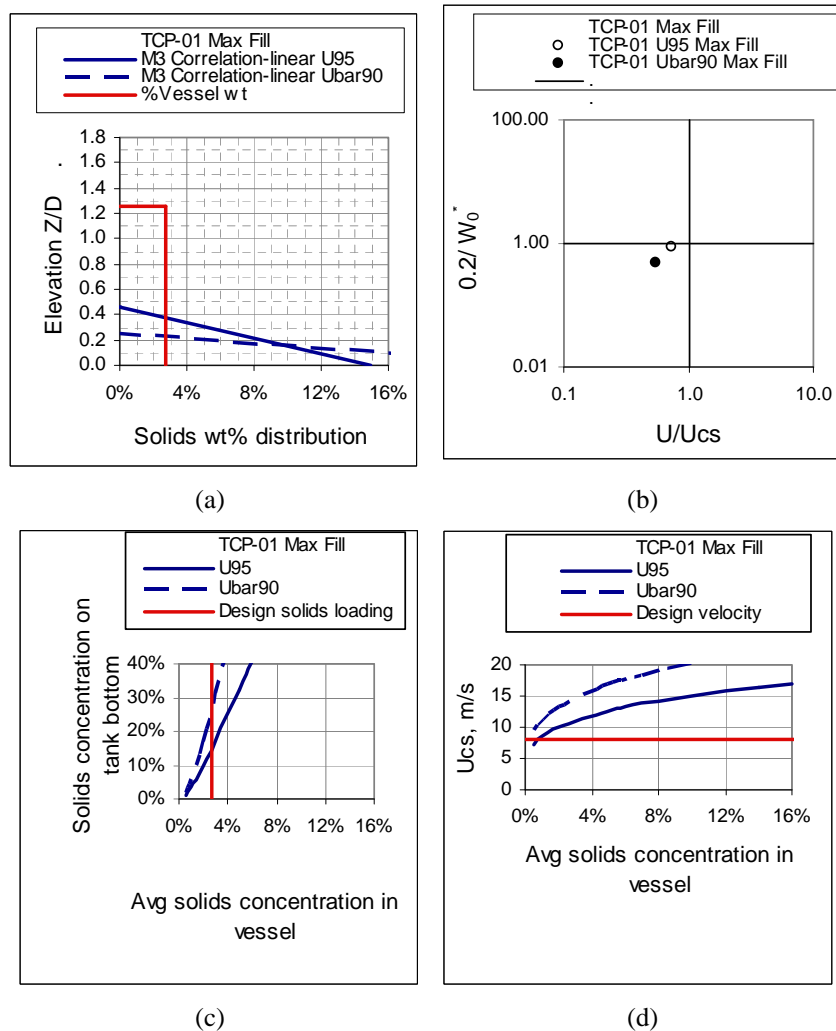 TCP-01 Max Fill
M3 Correlation-linear U95
M3 Correlation-linear Ubar90
%Vessel wt
Elevation Z/D
.
1.8
1.6
1.4
1.2
1.0
0.8
0.6
0.4
0.2
0.0
0% 4% 8% 12% 16%
Solids wt% distribution
(a)
TCP-01 Max Fill
TCP-01 U95 Max Fill
TCP-01 Ubar90 Max Fill
.
.
0.2/ W0*
100.00
1.00
0.01
0.1 1.0 10.0
U/Ucs
(b)
TCP-01 Max Fill
U95
Ubar90
Design solids loading
Solids concentration on
tank bottom
40%
30%
20%
10%
0%
0% 4% 8% 12% 16%
Avg solids concentration in
vessel
(c)
TCP-01 Max Fill
U95
Ubar90
Design velocity
Ucs, m/s
20
15
10
5
0
0% 4% 8% 12% 16%
Avg solids concentration in
vessel
(d)